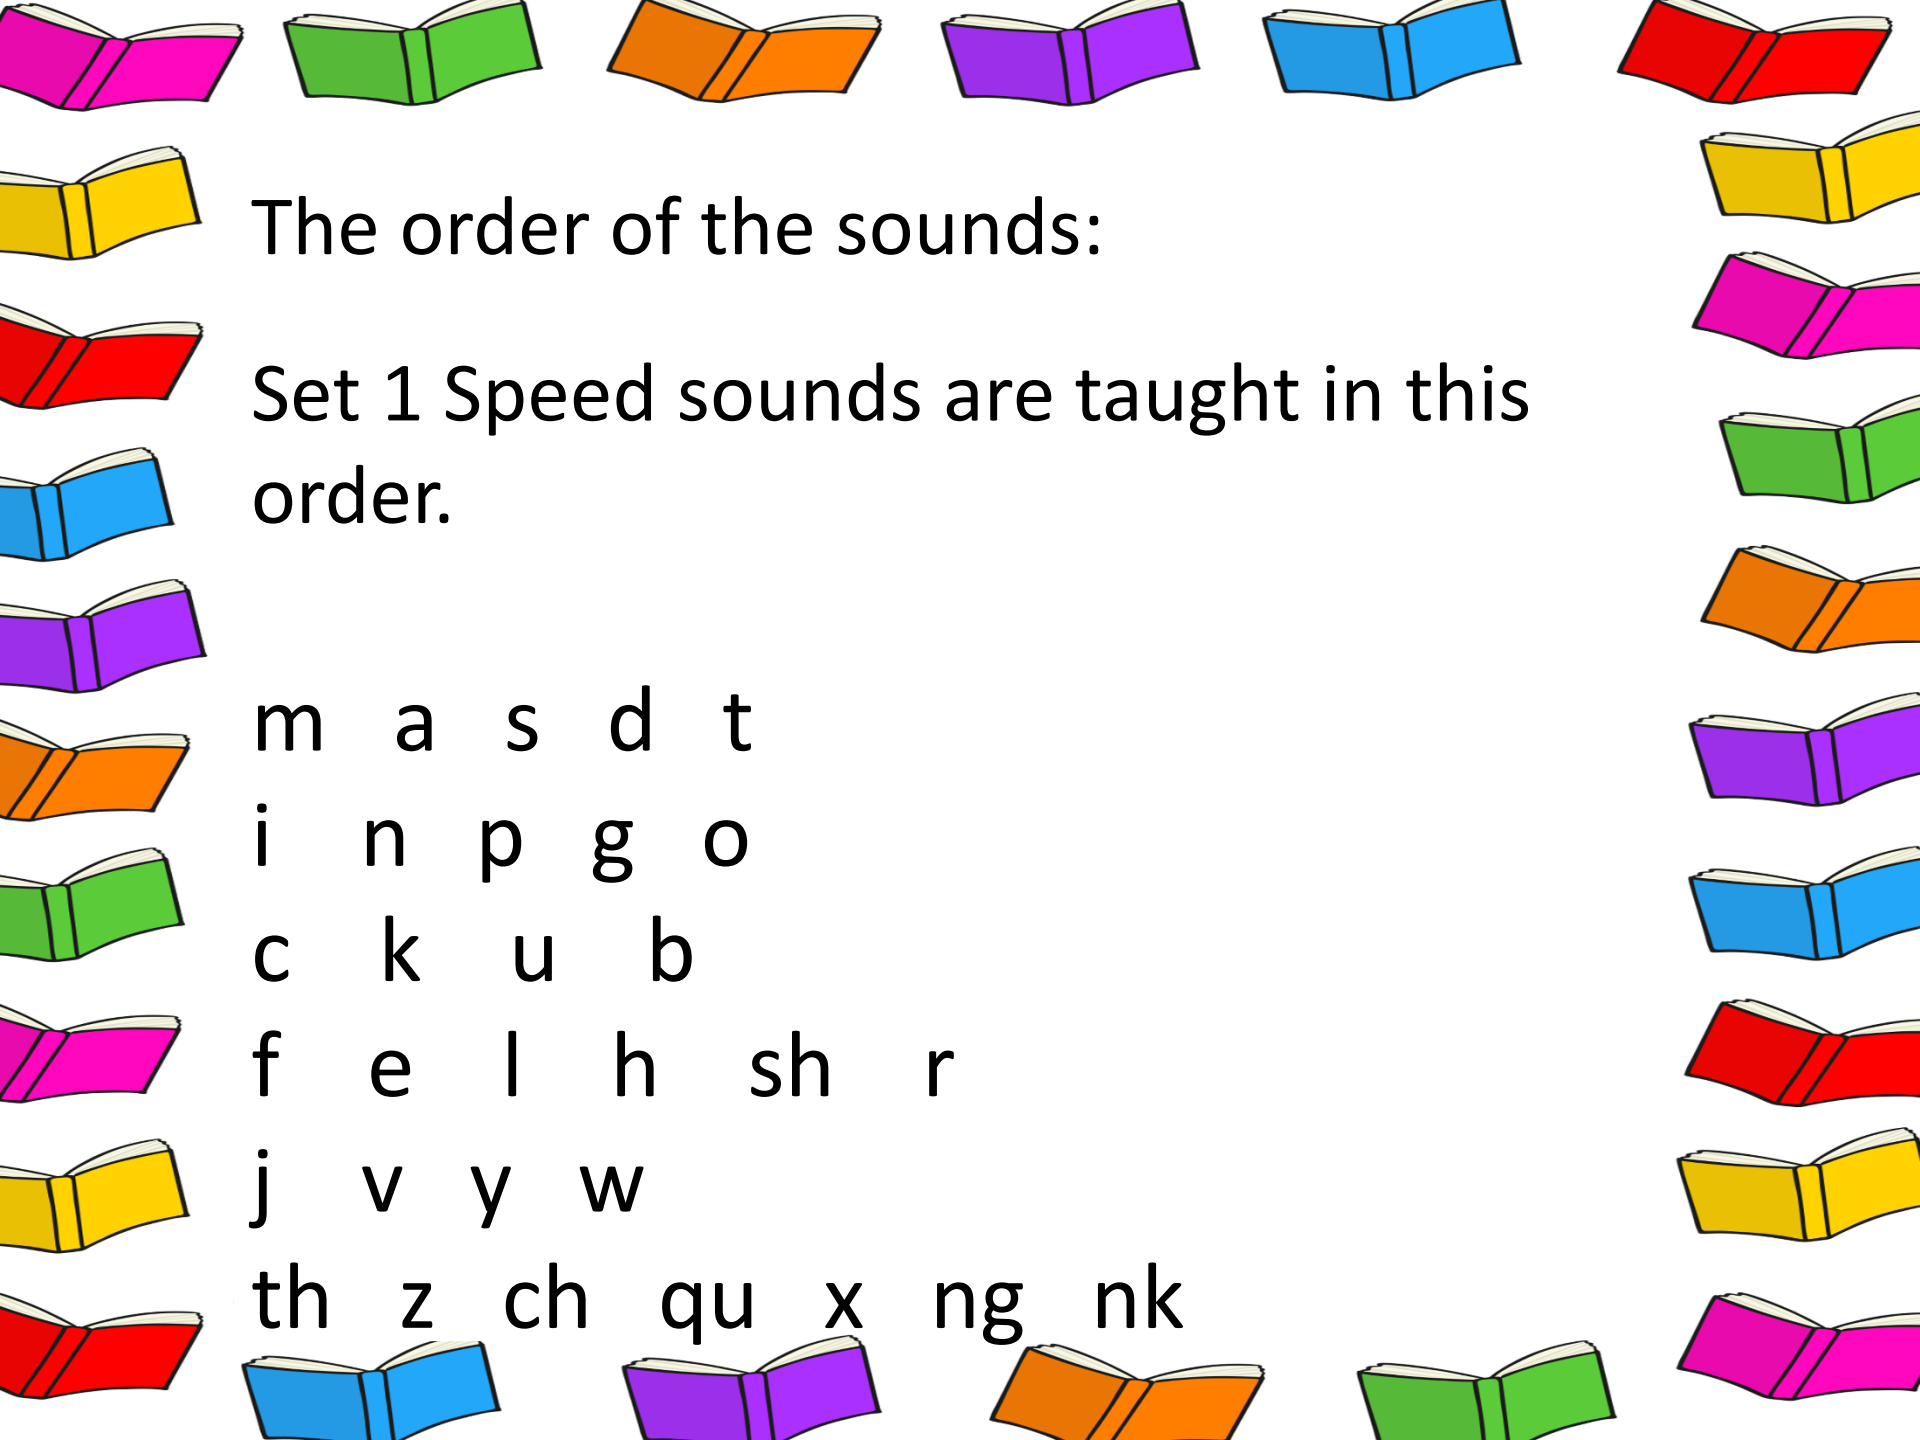 The order of the sounds:
Set 1 Speed sounds are taught in this
order.
m a s d t
i n p g o
c k u b
f e l h sh r
j v y w
th z ch qu x ng nk